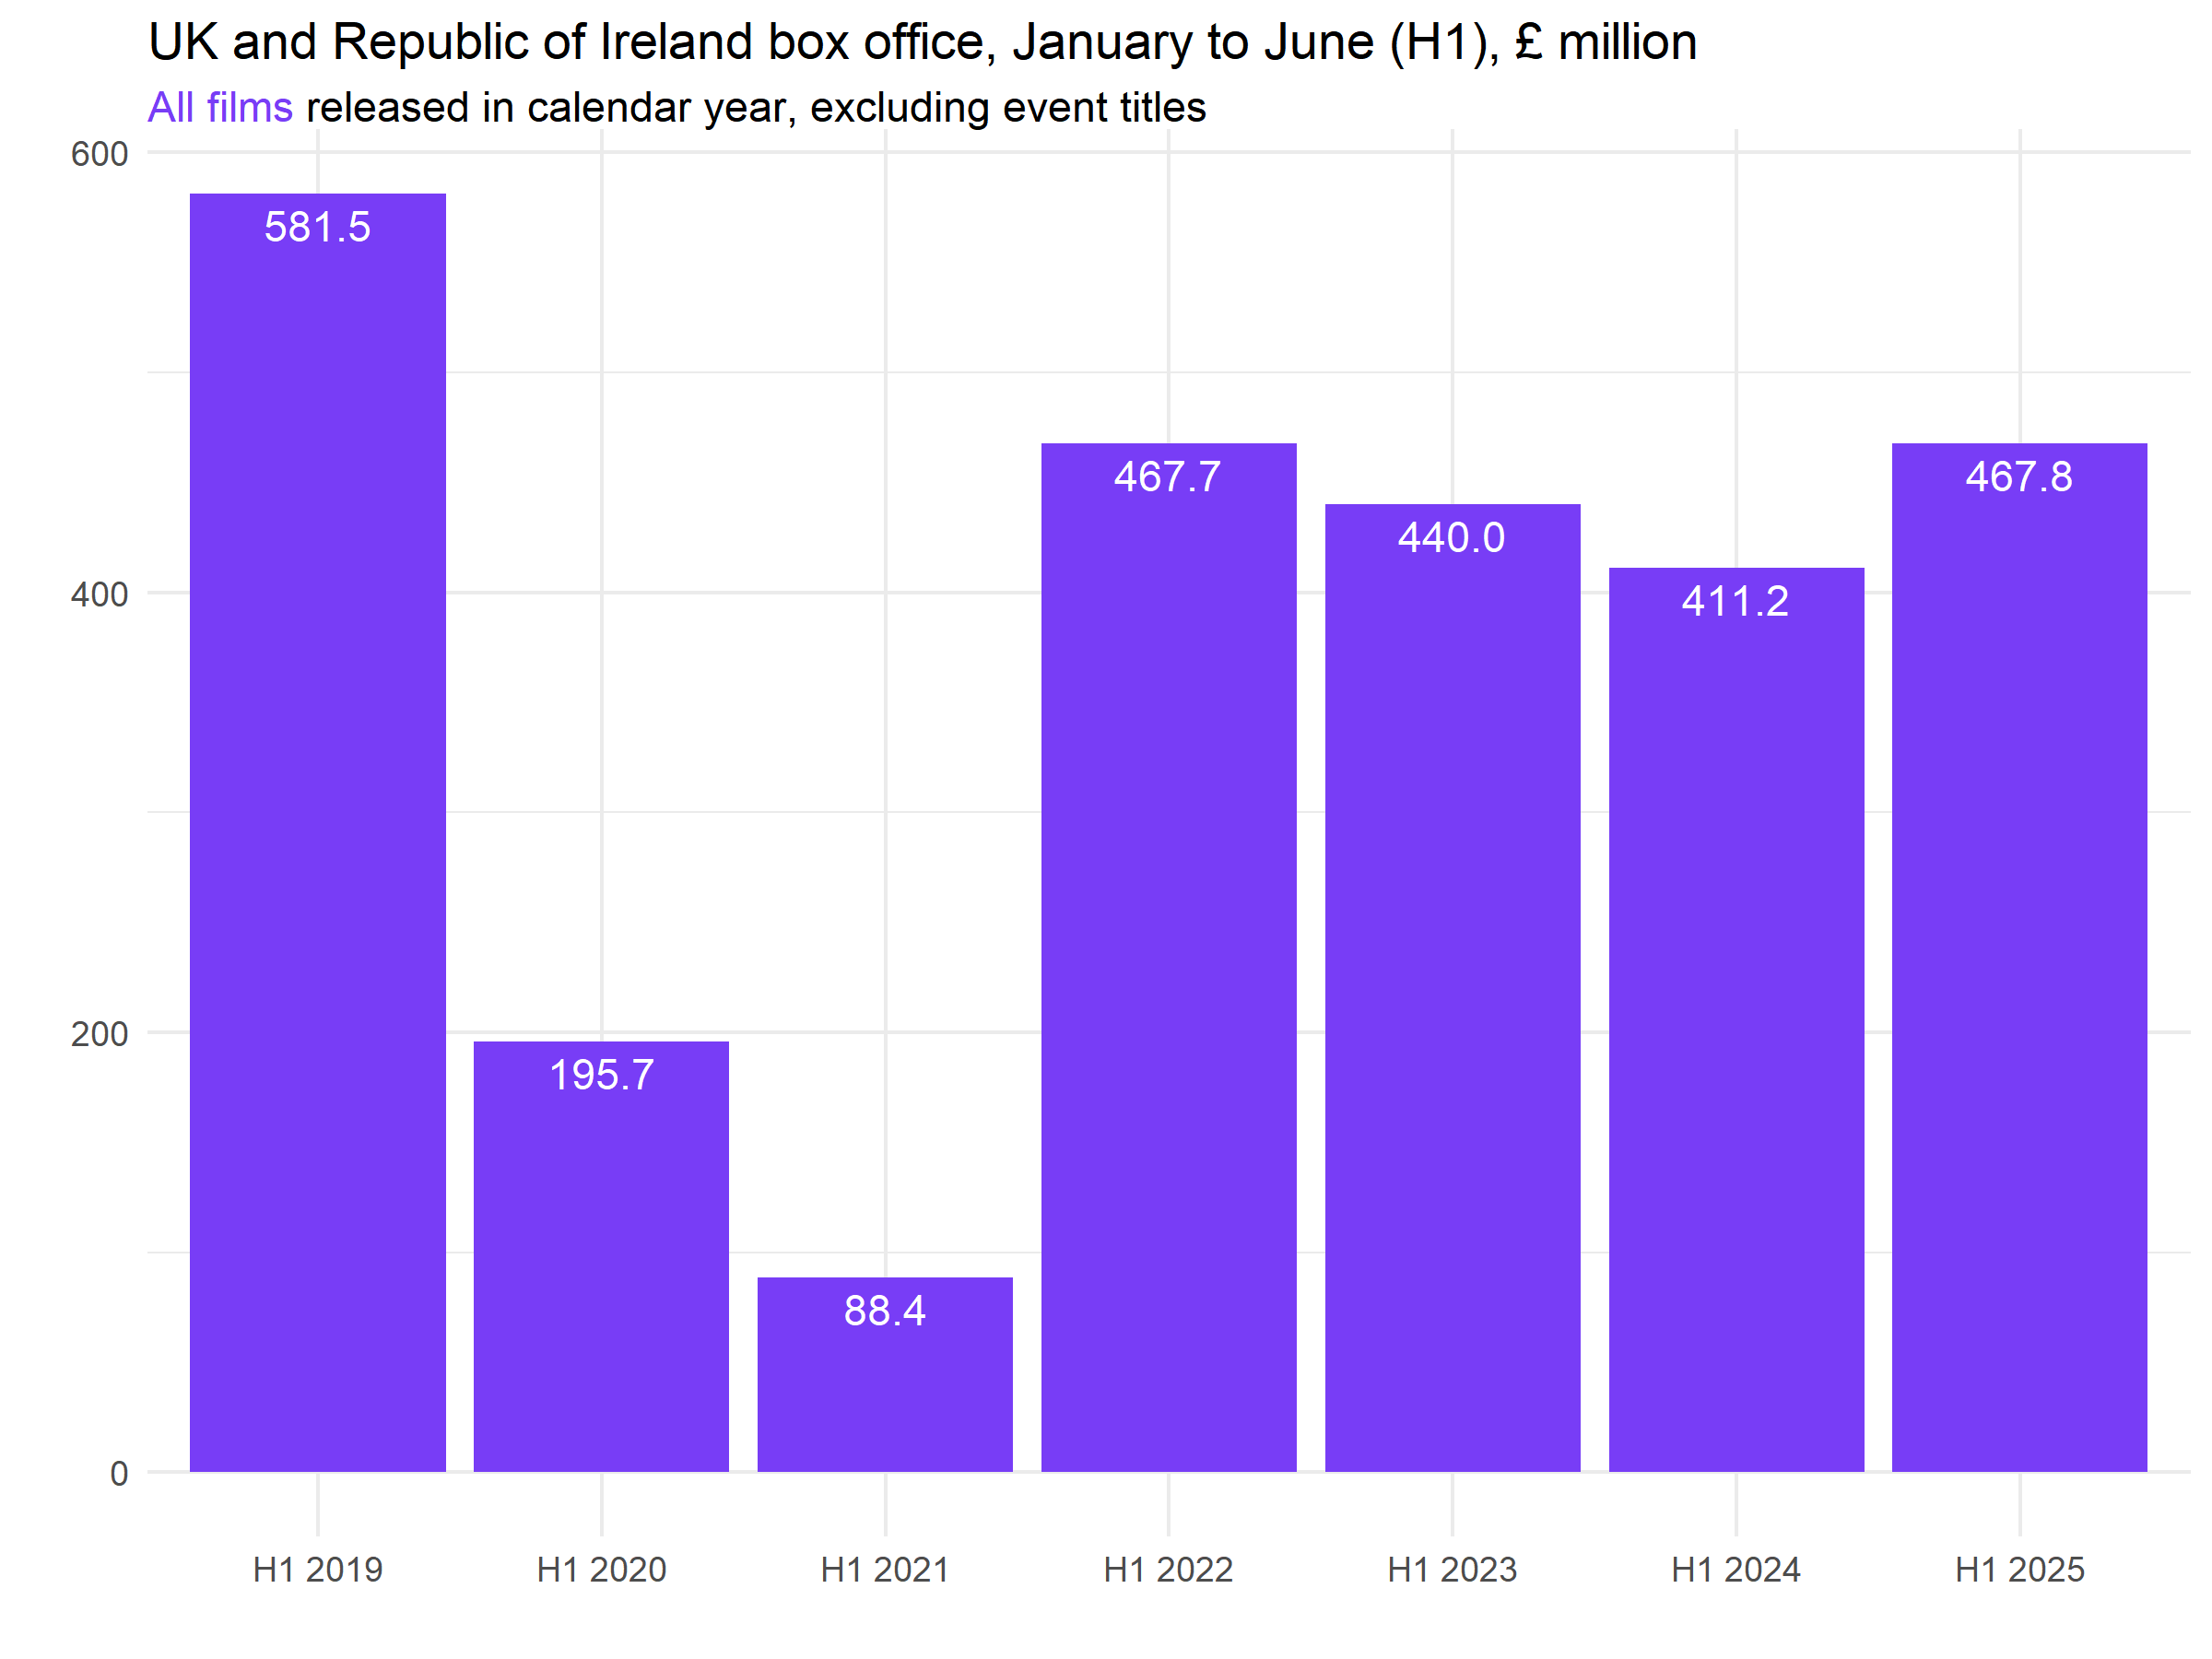 UK and Republic of Ireland box office, January to June (H1), £ million
All films released in calendar year, excluding event titles
600
400
200
0
581.5
195.7
88.4
467.7
440.0
411.2
467.8
H1 2019
H1 2020
H1 2021
H1 2022
H1 2023
H1 2024
H1 2025